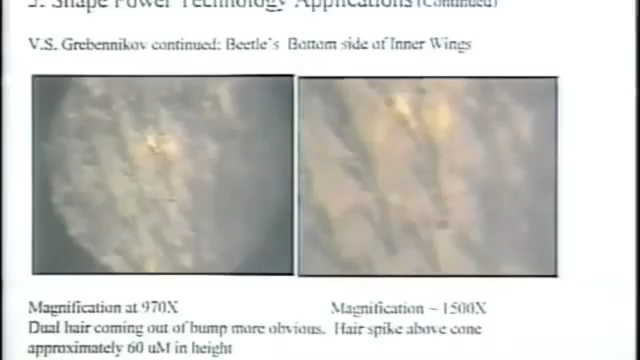 5. Shape Power Technology Applications (Continued)
V.S. Grebennikov continued: Beetle's Bottom side of Inner Wings
Magnification at 970X
Magnification ~ 1500X
Dual hair coming out of bump more obvious. Hair spike above cone
approximately 60 uM in height